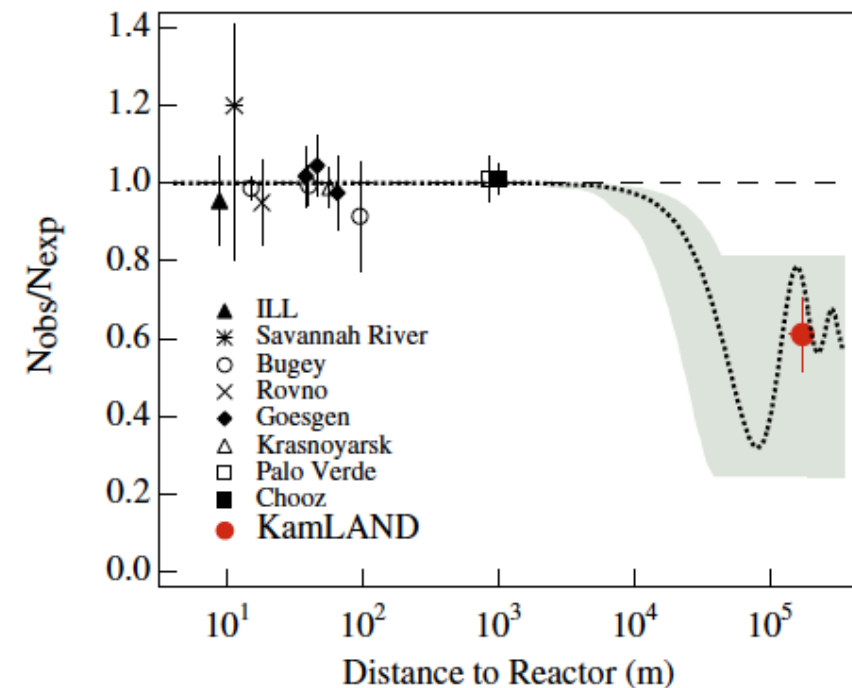 1.4
1.2
1.0
0.8
0.6
0.4
0.2
0.0
Nobs/Nexp
ILL
Savannah River
Bugey
Rovno
Goesgen
Krasnoyarsk
Palo Verde
Chooz
KamLAND
10¹ 10² 10³ 10⁴ 10⁵
Distance to Reactor (m)